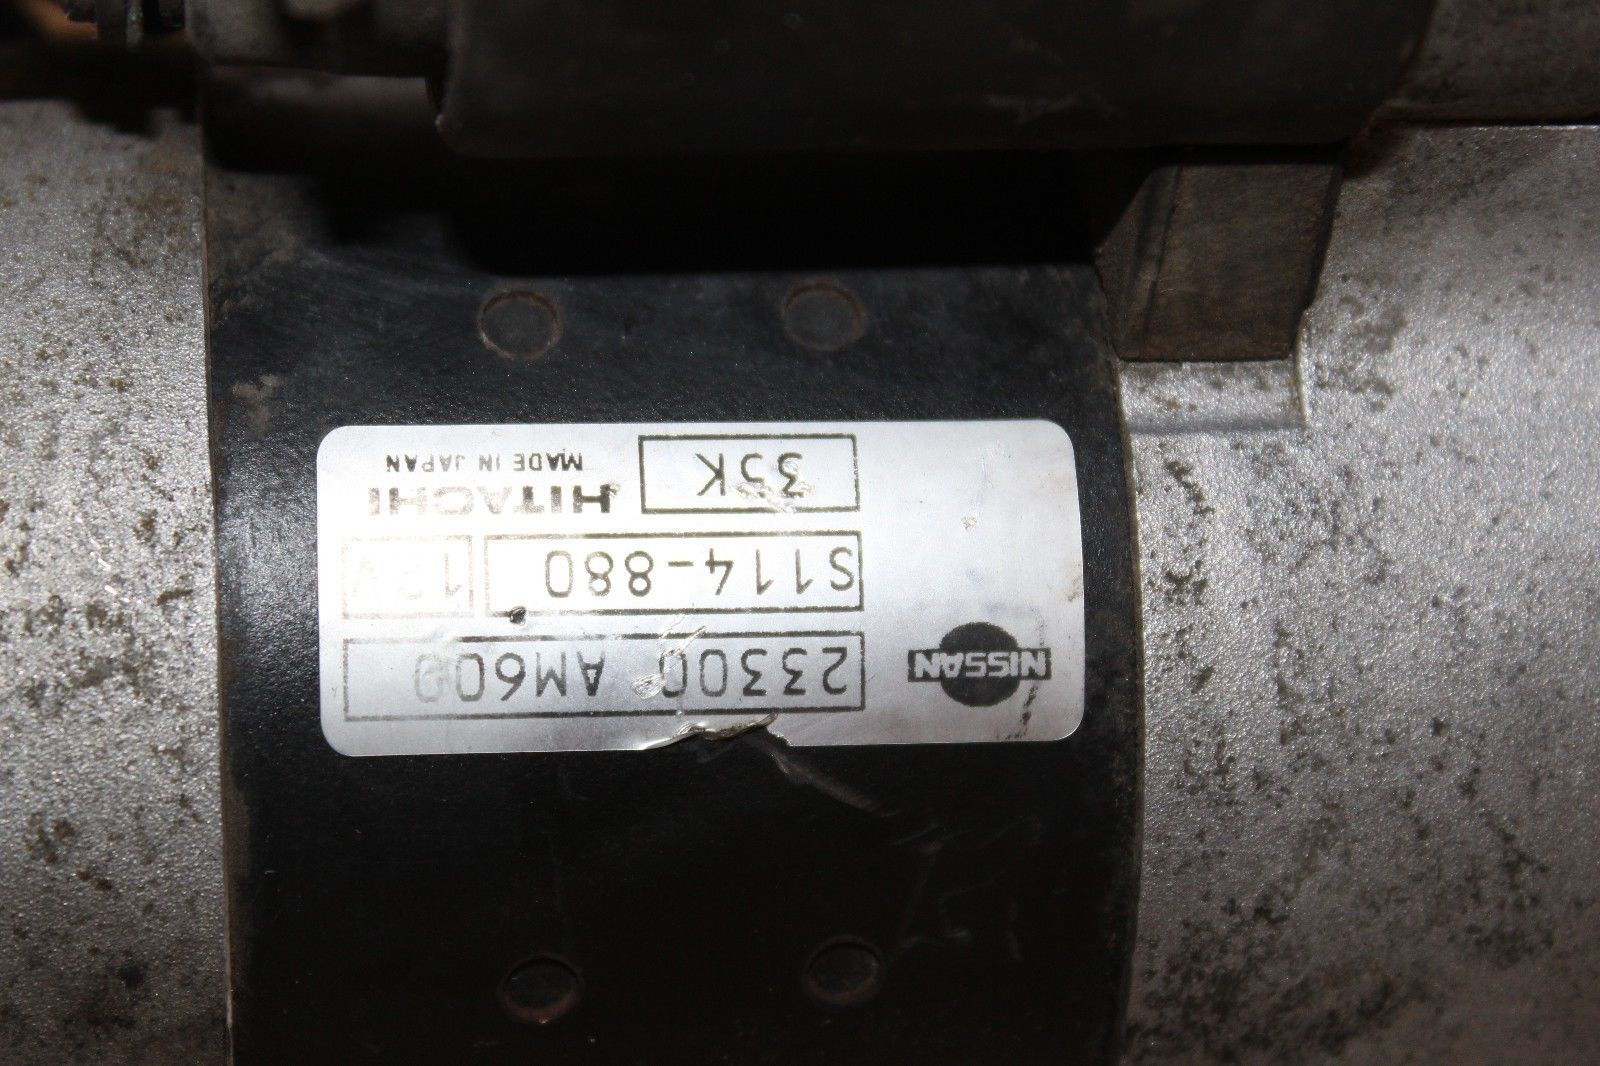 NISSAN
23300 AM600
S114-880 12V
35K HITACHI
MADE IN JAPAN